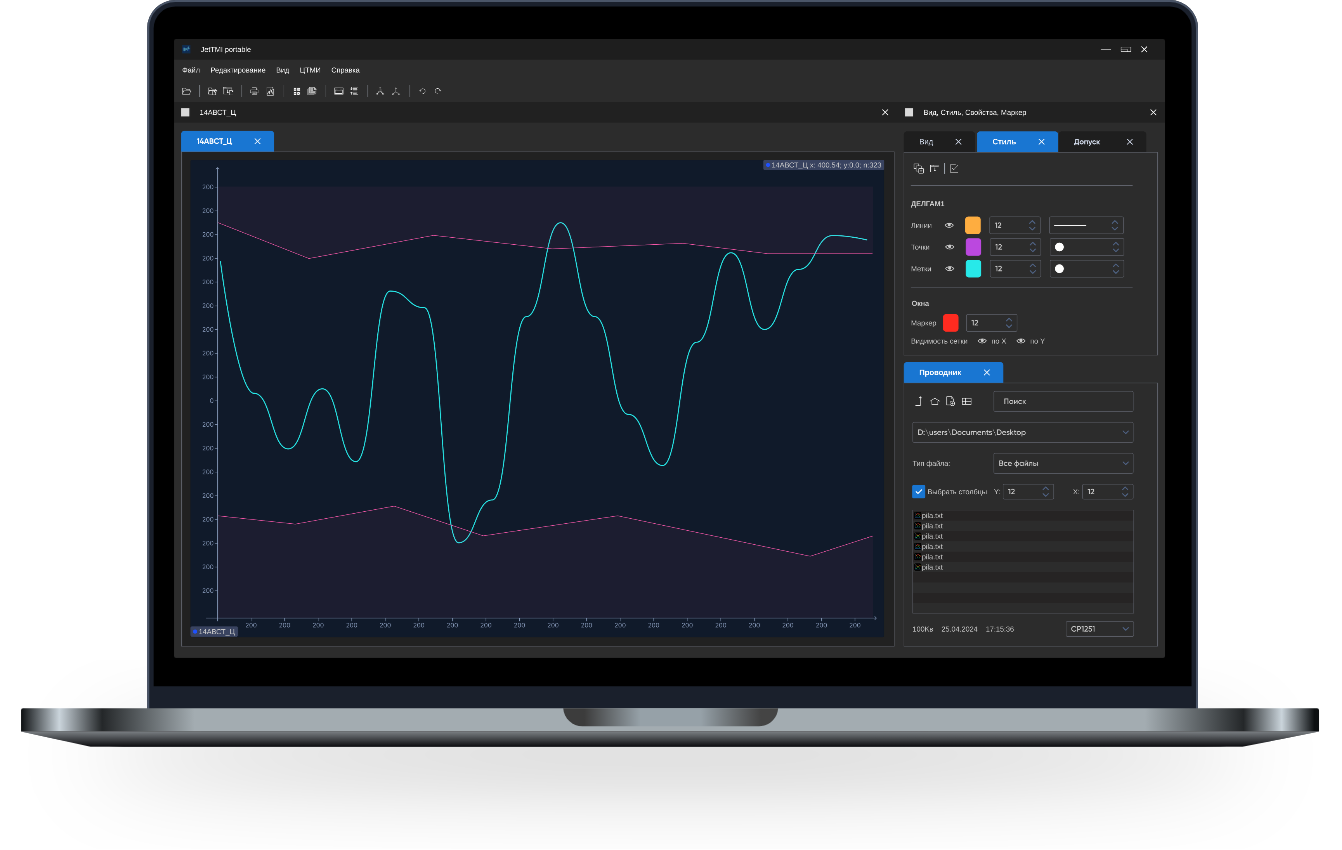 JetTMI portable
Файл Редактирование Вид ЦТМИ Справка
14АВСТ_Ц
14АВСТ_Ц
14АВСТ_Ц x: 400.54; y:0.0; n:323
200
200
200
200
200
200
200
200
200
0
200
200
200
200
200
200
200
200
14АВСТ_Ц
200 200 200 200 200 200 200 200 200 200 200 200 200 200 200 200 200 200 200
Вид, Стиль, Свойства, Маркер
Вид Стиль Допуск
ДЕЛГАМ1
Линии 12
Точки 12
Метки 12
Окна
Маркер 12
Видимость сетки по X по Y
Проводник
Поиск
D:\users\Documents\Desktop
Тип файла: Все файлы
Выбрать столбцы Y: 12 X: 12
pila.txt
pila.txt
pila.txt
pila.txt
pila.txt
pila.txt
100Кв 25.04.2024 17:15:36 CP1251